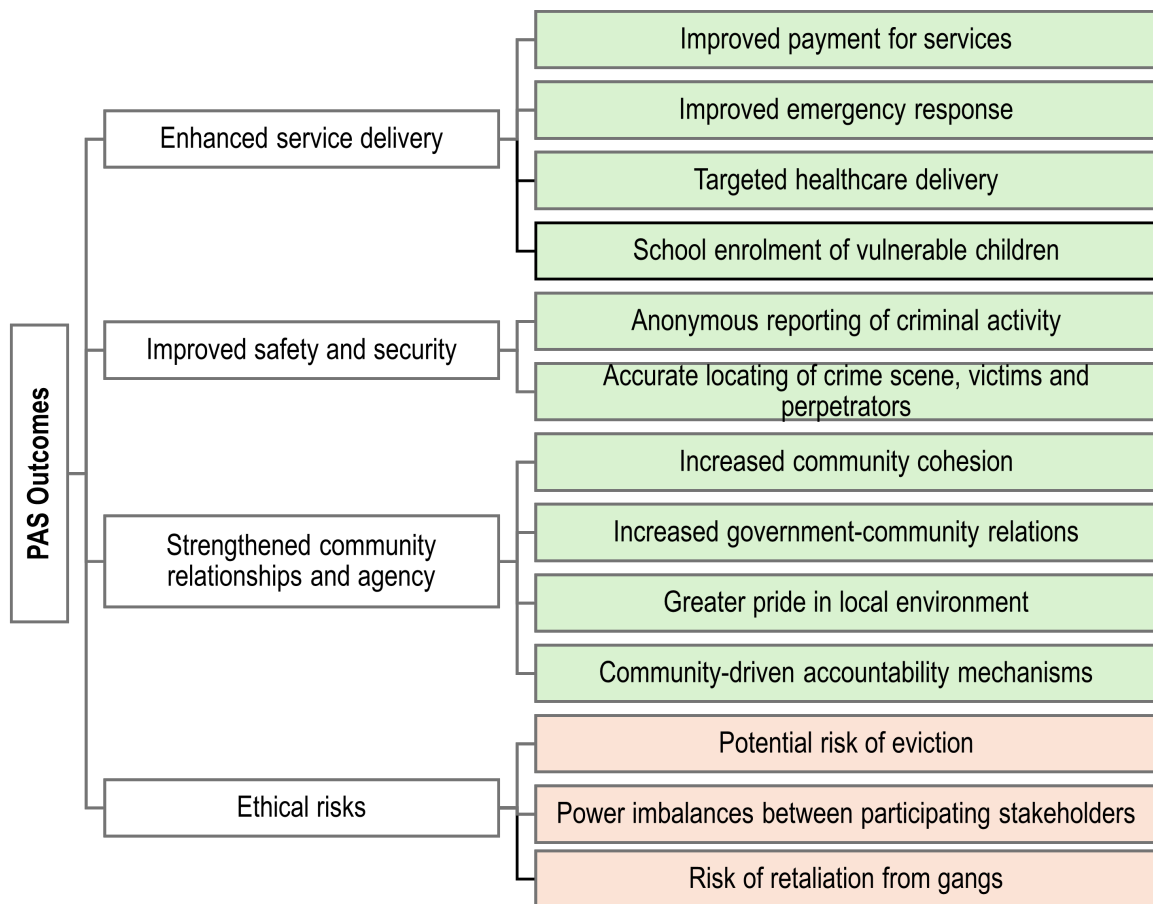 PAS Outcomes
Enhanced service delivery
Improved payment for services
Improved emergency response
Targeted healthcare delivery
School enrolment of vulnerable children
Improved safety and security
Anonymous reporting of criminal activity
Accurate locating of crime scene, victims and
perpetrators
Strengthened community
relationships and agency
Increased community cohesion
Increased government-community relations
Greater pride in local environment
Community-driven accountability mechanisms
Ethical risks
Potential risk of eviction
Power imbalances between participating stakeholders
Risk of retaliation from gangs